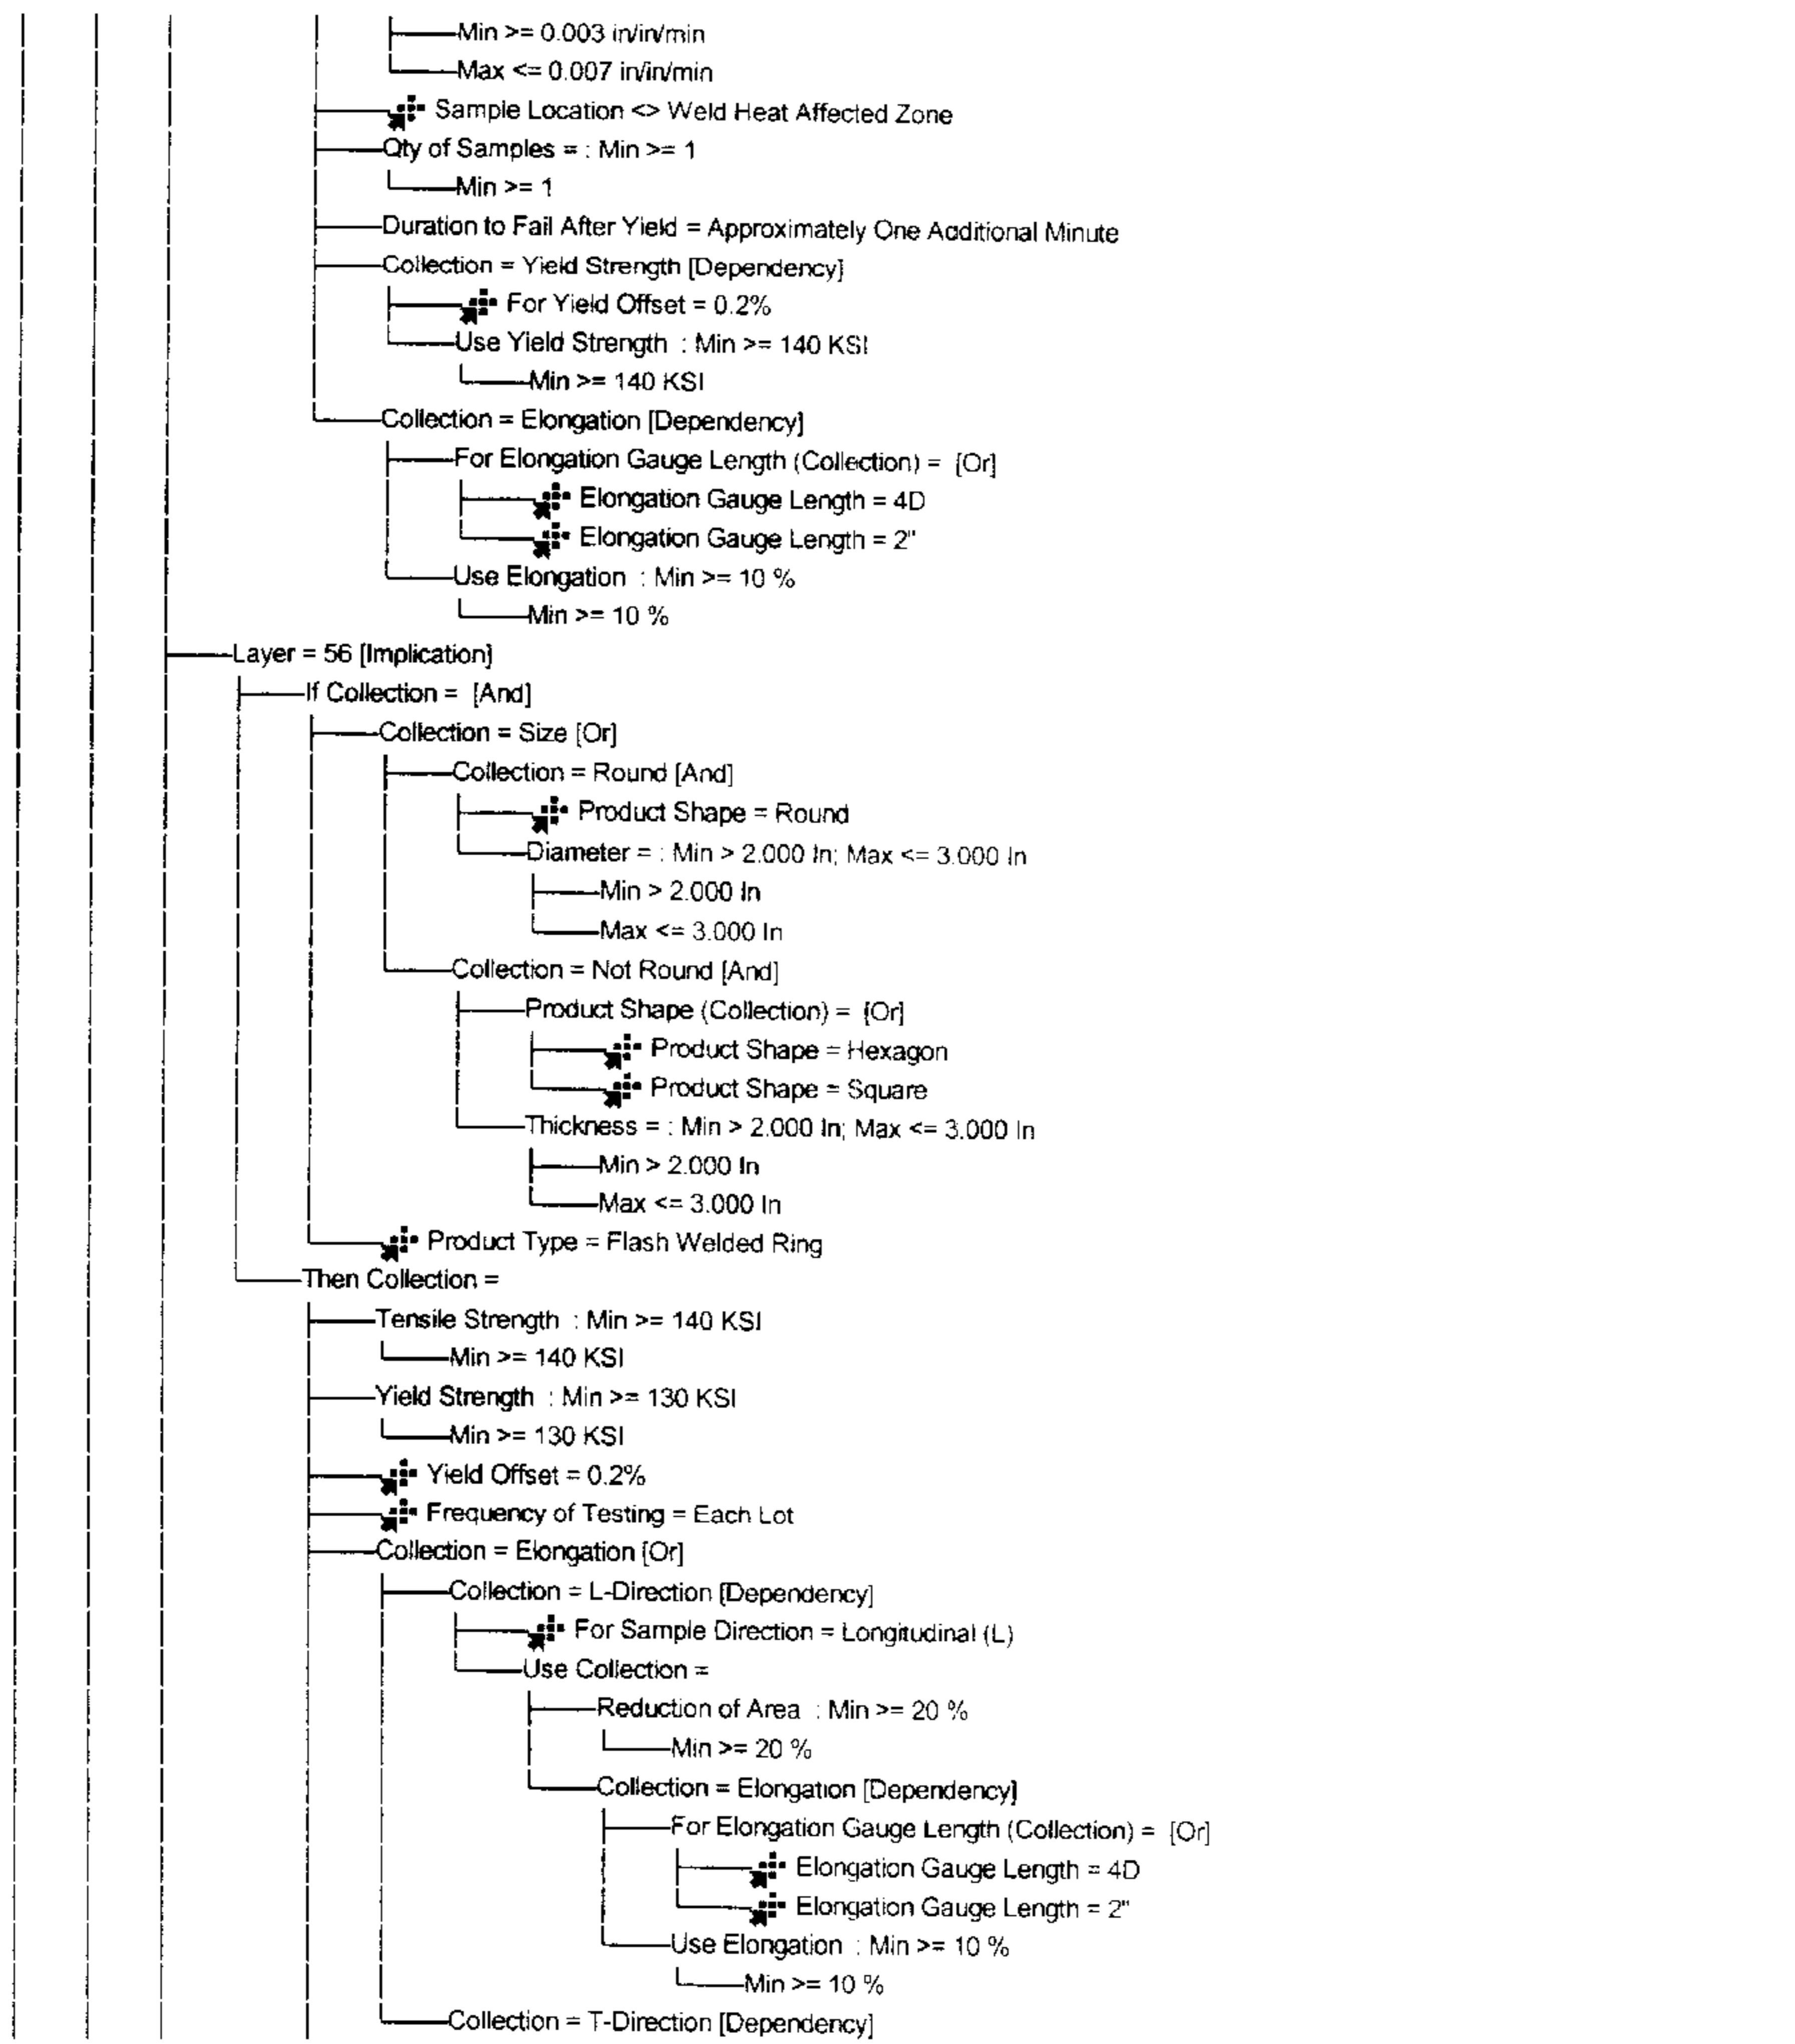 Min >= 0.003 in/in/min
Max <= 0.007 in/in/min
Sample Location <> Weld Heat Affected Zone
Qty of Samples = : Min >= 1
Min >= 1
Duration to Fail After Yield = Approximately One Additional Minute
Collection = Yield Strength [Dependency]
For Yield Offset = 0.2%
Use Yield Strength : Min >= 140 KSI
Min >= 140 KSI
Collection = Elongation [Dependency]
For Elongation Gauge Length (Collection) = [Or]
Elongation Gauge Length = 4D
Elongation Gauge Length = 2"
Use Elongation : Min >= 10 %
Min >= 10 %
Layer = 56 [Implication]
If Collection = [And]
Collection = Size [Or]
Collection = Round [And]
Product Shape = Round
Diameter = : Min > 2.000 In; Max <= 3.000 In
Min > 2.000 In
Max <= 3.000 In
Collection = Not Round [And]
Product Shape (Collection) = [Or]
Product Shape = Hexagon
Product Shape = Square
Thickness = : Min > 2.000 In; Max <= 3.000 In
Min > 2.000 In
Max <= 3.000 In
Product Type = Flash Welded Ring
Then Collection =
Tensile Strength : Min >= 140 KSI
Min >= 140 KSI
Yield Strength : Min >= 130 KSI
Min >= 130 KSI
Yield Offset = 0.2%
Frequency of Testing = Each Lot
Collection = Elongation [Or]
Collection = L-Direction [Dependency]
For Sample Direction = Longitudinal (L)
Use Collection =
Reduction of Area : Min >= 20 %
Min >= 20 %
Collection = Elongation [Dependency]
For Elongation Gauge Length (Collection) = [Or]
Elongation Gauge Length = 4D
Elongation Gauge Length = 2"
Use Elongation : Min >= 10 %
Min >= 10 %
Collection = T-Direction [Dependency]